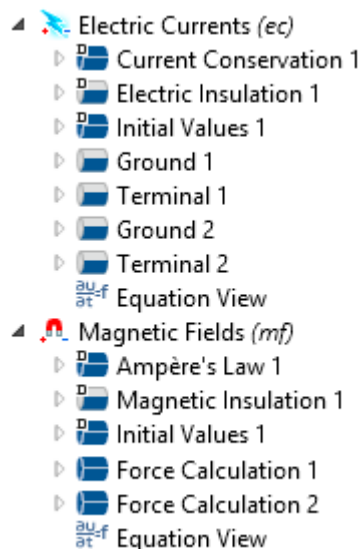 Electric Currents (ec)
D Current Conservation 1
D Electric Insulation 1
D Initial Values 1
Ground 1
Terminal 1
Ground 2
Terminal 2
∂u/∂t=f Equation View
Magnetic Fields (mf)
D Ampère's Law 1
D Magnetic Insulation 1
D Initial Values 1
Force Calculation 1
Force Calculation 2
∂u/∂t=f Equation View